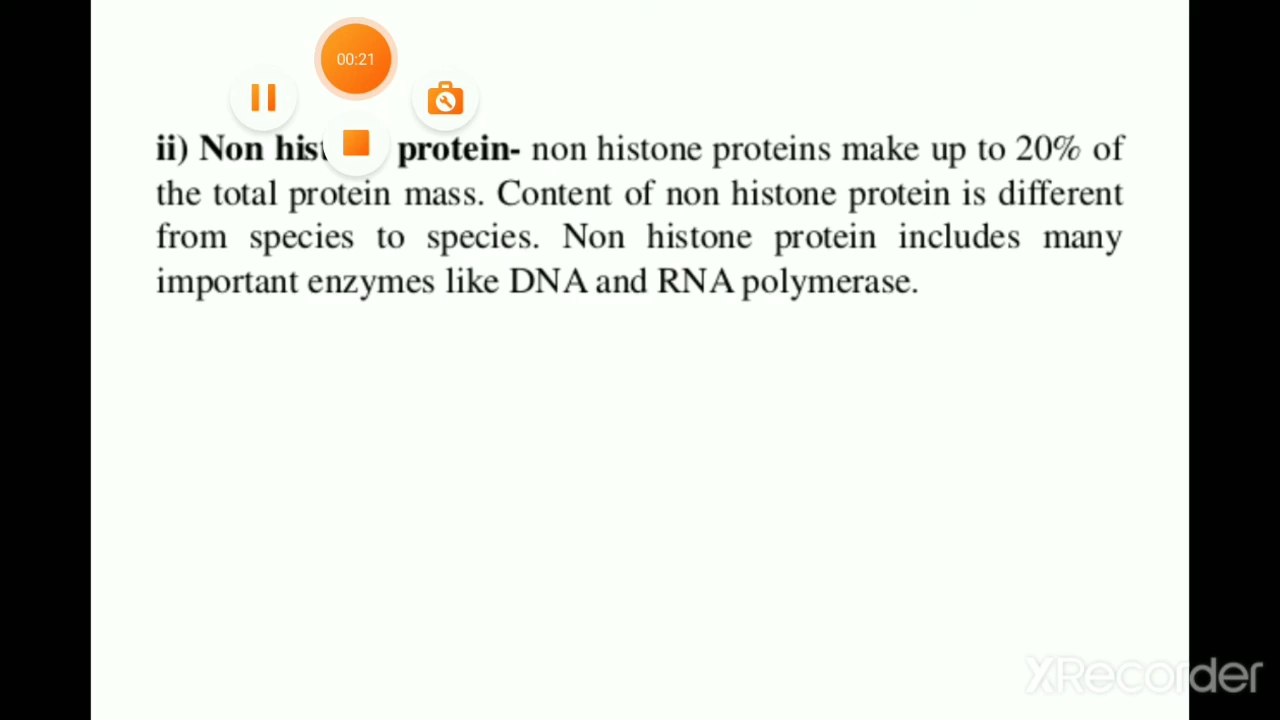 00:21
ii) Non protein- non histone proteins make up to 20% of
the total protein mass. Content of non histone protein is different
from species to species. Non histone protein includes many
important enzymes like DNA and RNA polymerase.
XRecorder